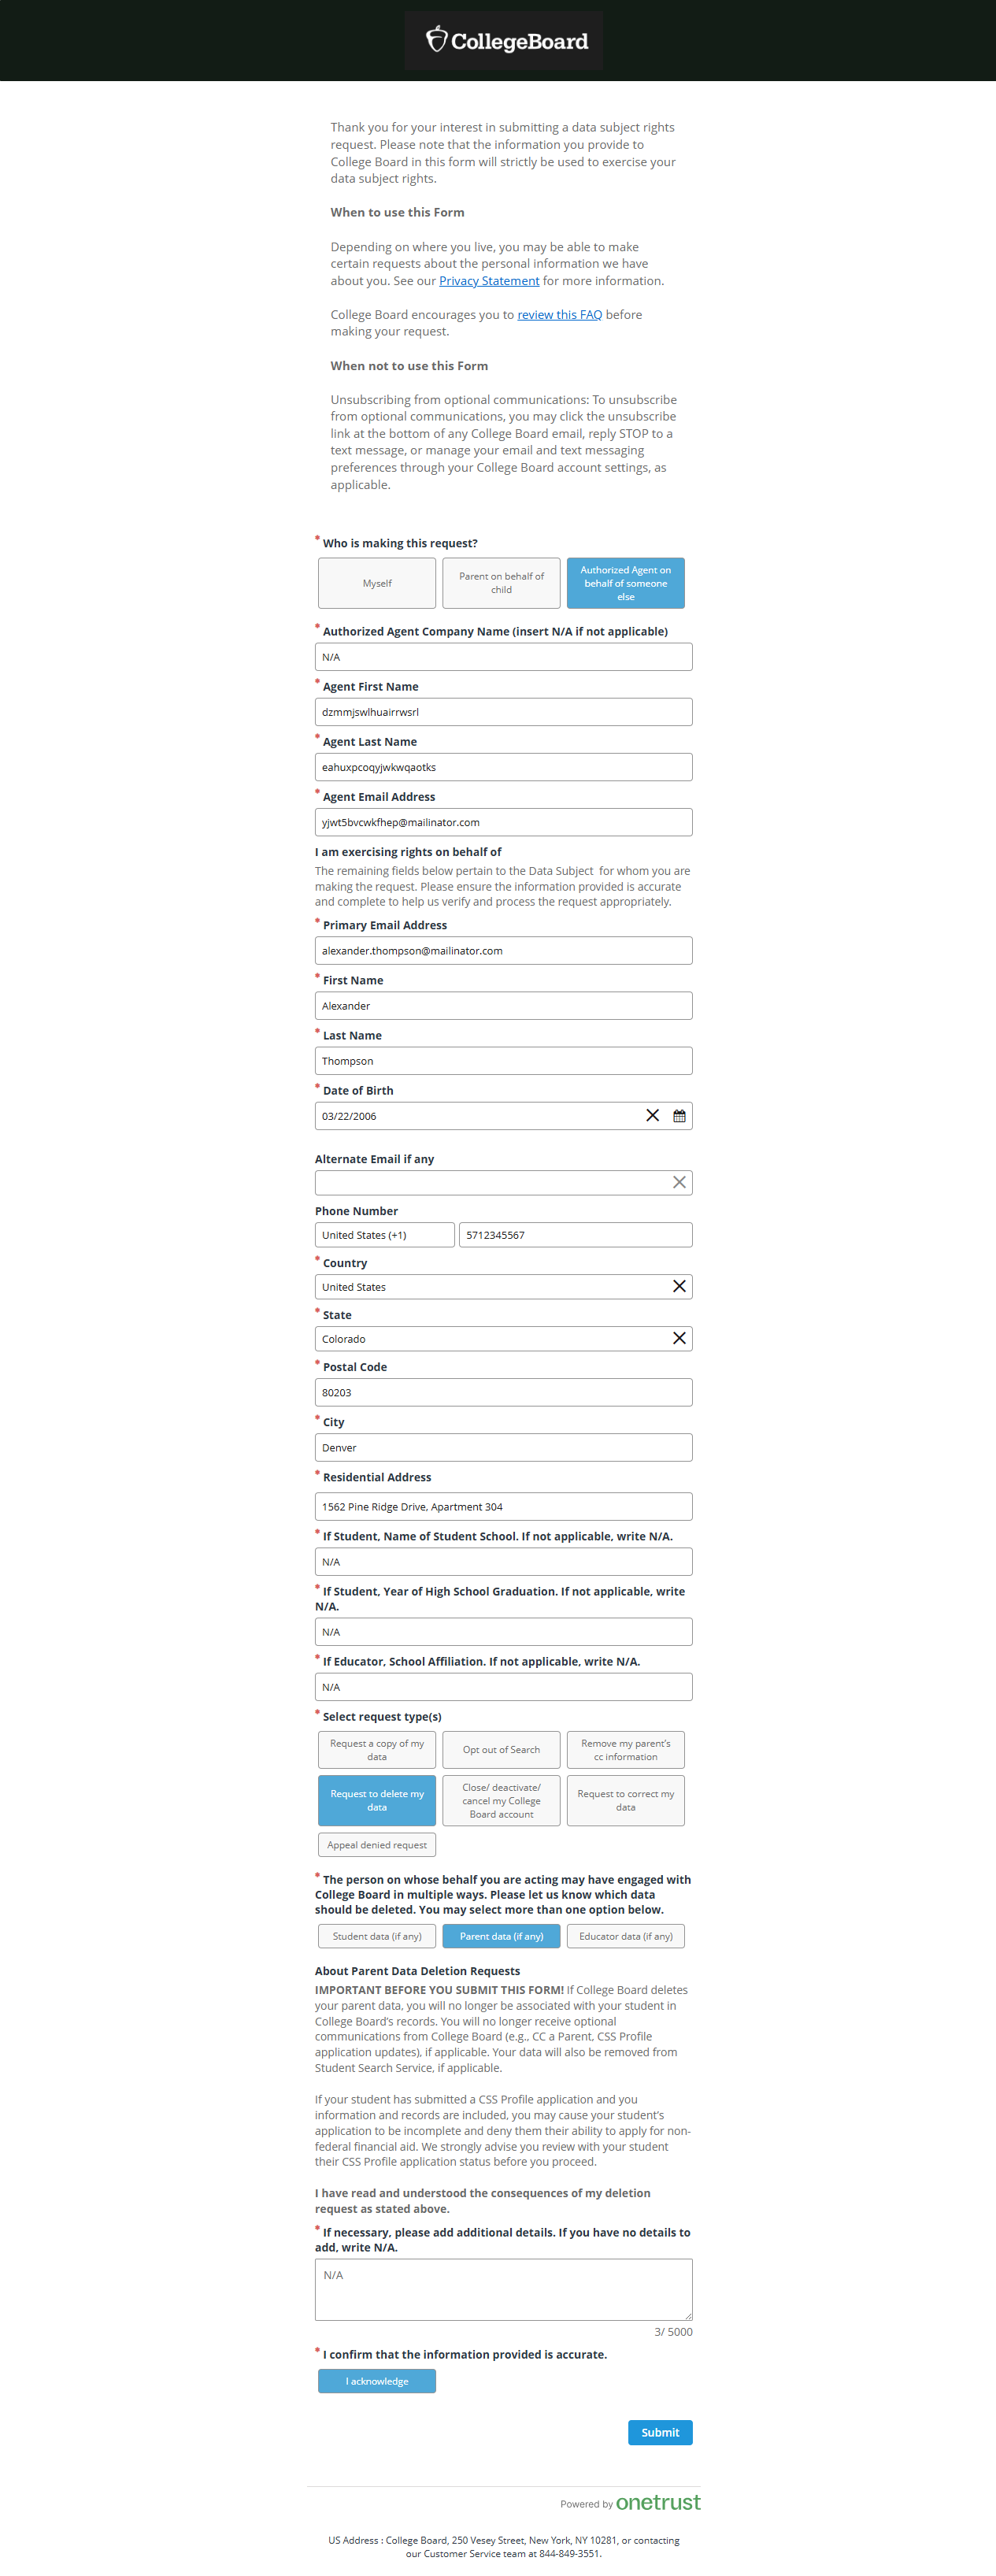 CollegeBoard
Thank you for your interest in submitting a data subject rights
request. Please note that the information you provide to
College Board in this form will strictly be used to exercise your
data subject rights.
When to use this Form
Depending on where you live, you may be able to make
certain requests about the personal information we have
about you. See our Privacy Statement for more information.
College Board encourages you to review this FAQ before
making your request.
When not to use this Form
Unsubscribing from optional communications: To unsubscribe
from optional communications, you may click the unsubscribe
link at the bottom of any College Board email, reply STOP to a
text message, or manage your email and text messaging
preferences through your College Board account settings, as
applicable.
* Who is making this request?
Myself
Parent on behalf of
child
Authorized Agent on
behalf of someone
else
* Authorized Agent Company Name (insert N/A if not applicable)
N/A
* Agent First Name
dzmmjswlhuairrwsrl
* Agent Last Name
eahuxpcoqyjwkwqaotks
* Agent Email Address
yjwt5bvcwkfhep@mailinator.com
I am exercising rights on behalf of
The remaining fields below pertain to the Data Subject for whom you are
making the request. Please ensure the information provided is accurate
and complete to help us verify and process the request appropriately.
* Primary Email Address
alexander.thompson@mailinator.com
* First Name
Alexander
* Last Name
Thompson
* Date of Birth
03/22/2006
Alternate Email if any
Phone Number
United States (+1) 5712345567
* Country
United States
* State
Colorado
* Postal Code
80203
* City
Denver
* Residential Address
1562 Pine Ridge Drive, Apartment 304
* If Student, Name of Student School. If not applicable, write N/A.
N/A
* If Student, Year of High School Graduation. If not applicable, write
N/A.
N/A
* If Educator, School Affiliation. If not applicable, write N/A.
N/A
* Select request type(s)
Request a copy of my
data
Opt out of Search
Remove my parent's
cc information
Request to delete my
data
Close/ deactivate/
cancel my College
Board account
Request to correct my
data
Appeal denied request
* The person on whose behalf you are acting may have engaged with
College Board in multiple ways. Please let us know which data
should be deleted. You may select more than one option below.
Student data (if any)
Parent data (if any)
Educator data (if any)
About Parent Data Deletion Requests
IMPORTANT BEFORE YOU SUBMIT THIS FORM! If College Board deletes
your parent data, you will no longer be associated with your student in
College Board's records. You will no longer receive optional
communications from College Board (e.g., CC a Parent, CSS Profile
application updates), if applicable. Your data will also be removed from
Student Search Service, if applicable.
If your student has submitted a CSS Profile application and you
information and records are included, you may cause your student's
application to be incomplete and deny them their ability to apply for non-
federal financial aid. We strongly advise you review with your student
their CSS Profile application status before you proceed.
I have read and understood the consequences of my deletion
request as stated above.
* If necessary, please add additional details. If you have no details to
add, write N/A.
N/A
3/ 5000
* I confirm that the information provided is accurate.
I acknowledge
Submit
Powered by onetrust
US Address : College Board, 250 Vesey Street, New York, NY 10281, or contacting
our Customer Service team at 844-849-3551.